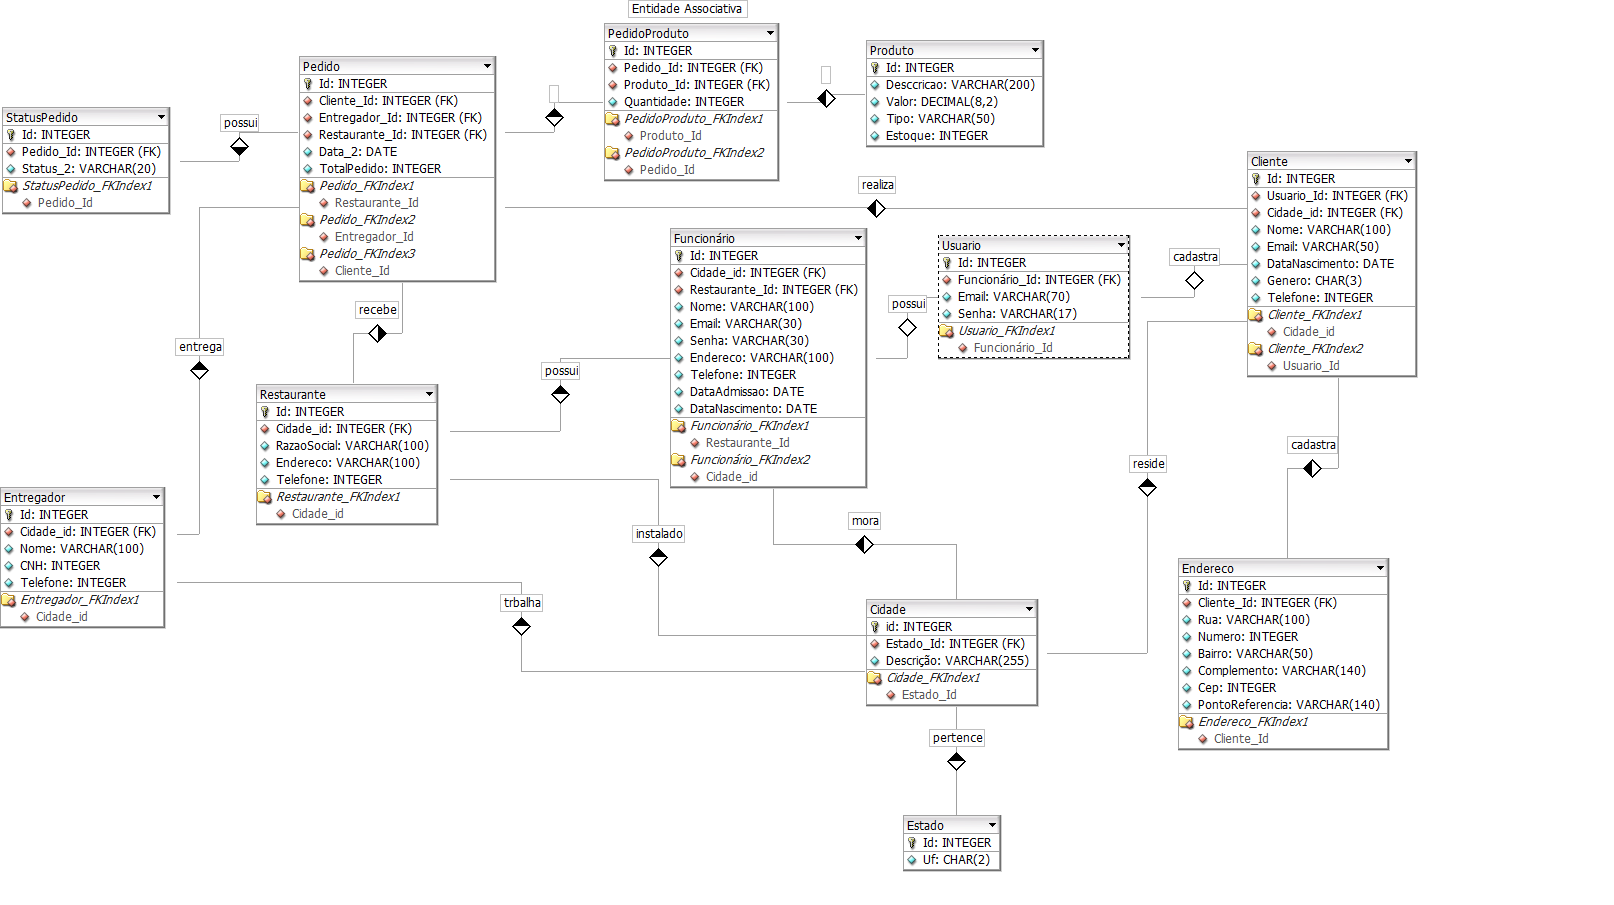 Entidade Associativa
PedidoProduto
Id: INTEGER
Pedido_Id: INTEGER (FK)
Produto_Id: INTEGER (FK)
Quantidade: INTEGER
PedidoProduto_FKIndex1
Produto_Id
PedidoProduto_FKIndex2
Pedido_Id
Produto
Id: INTEGER
Desccricao: VARCHAR(200)
Valor: DECIMAL(8,2)
Tipo: VARCHAR(50)
Estoque: INTEGER
Pedido
Id: INTEGER
Cliente_Id: INTEGER (FK)
Entregador_Id: INTEGER (FK)
Restaurante_Id: INTEGER (FK)
Data_2: DATE
TotalPedido: INTEGER
Pedido_FKIndex1
Restaurante_Id
Pedido_FKIndex2
Entregador_Id
Pedido_FKIndex3
Cliente_Id
StatusPedido
Id: INTEGER
Pedido_Id: INTEGER (FK)
Status_2: VARCHAR(20)
StatusPedido_FKIndex1
Pedido_Id
possui
realiza
Cliente
Id: INTEGER
Usuario_Id: INTEGER (FK)
Cidade_id: INTEGER (FK)
Nome: VARCHAR(100)
Email: VARCHAR(50)
DataNascimento: DATE
Genero: CHAR(3)
Telefone: INTEGER
Cliente_FKIndex1
Cidade_id
Cliente_FKIndex2
Usuario_Id
Funcionário
Id: INTEGER
Cidade_id: INTEGER (FK)
Restaurante_Id: INTEGER (FK)
Nome: VARCHAR(100)
Email: VARCHAR(30)
Senha: VARCHAR(30)
Endereco: VARCHAR(100)
Telefone: INTEGER
DataAdmissao: DATE
DataNascimento: DATE
Funcionário_FKIndex1
Restaurante_Id
Funcionário_FKIndex2
Cidade_id
Usuario
Id: INTEGER
Funcionário_Id: INTEGER (FK)
Email: VARCHAR(70)
Senha: VARCHAR(17)
Usuario_FKIndex1
Funcionário_Id
cadastra
possui
recebe
entrega
possui
Restaurante
Id: INTEGER
Cidade_id: INTEGER (FK)
RazaoSocial: VARCHAR(100)
Endereco: VARCHAR(100)
Telefone: INTEGER
Restaurante_FKIndex1
Cidade_id
cadastra
reside
Entregador
Id: INTEGER
Cidade_id: INTEGER (FK)
Nome: VARCHAR(100)
CNH: INTEGER
Telefone: INTEGER
Entregador_FKIndex1
Cidade_id
instalado
mora
trbalha
Cidade
id: INTEGER
Estado_Id: INTEGER (FK)
Descrição: VARCHAR(255)
Cidade_FKIndex1
Estado_Id
Endereco
Id: INTEGER
Cliente_Id: INTEGER (FK)
Rua: VARCHAR(100)
Numero: INTEGER
Bairro: VARCHAR(50)
Complemento: VARCHAR(140)
Cep: INTEGER
PontoReferencia: VARCHAR(140)
Endereco_FKIndex1
Cliente_Id
pertence
Estado
Id: INTEGER
Uf: CHAR(2)